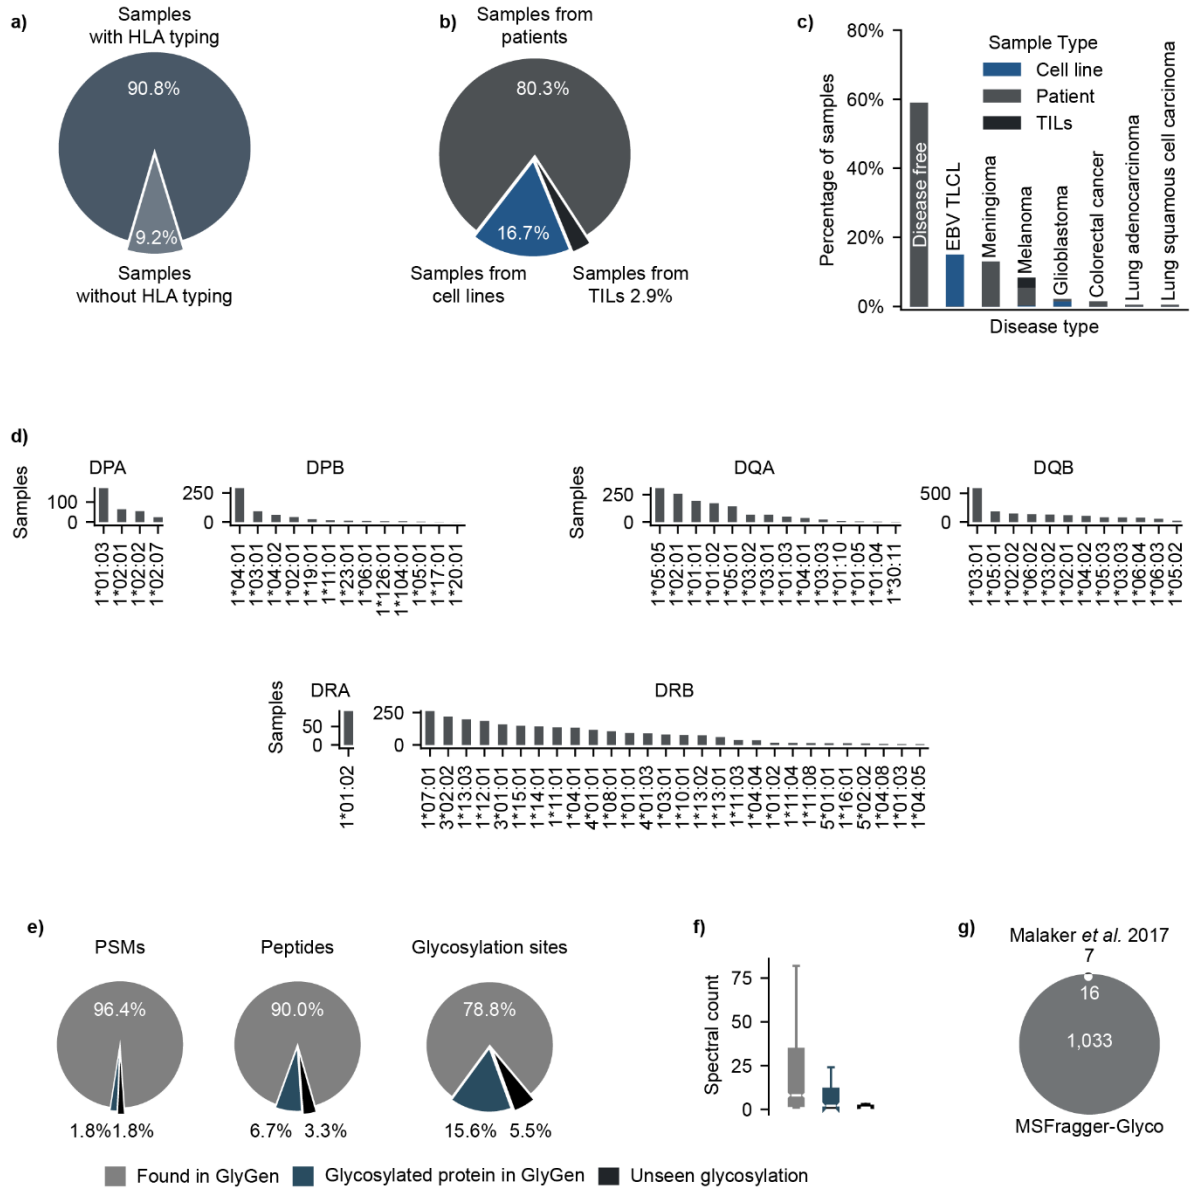 a)
Samples
with HLA typing
90.8%
9.2%
Samples
without HLA typing
b)
Samples from
patients
80.3%
16.7%
Samples from
cell lines
Samples from
TILs 2.9%
c)
80%
60%
40%
20%
0%
Percentage of samples
Sample Type
Cell line
Patient
TILs
Disease free
EBV TLCL
Meningioma
Melanoma
Glioblastoma
Colorectal cancer
Lung adenocarcinoma
Lung squamous cell carcinoma
Disease type
d)
Samples
DPA
100
0
1*01:03
1*02:01
1*02:02
1*02:07
DPB
250
0
1*04:01
1*03:01
1*04:02
1*02:01
1*19:01
1*11:01
1*23:01
1*06:01
1*126:01
1*104:01
1*05:01
1*17:01
1*20:01
Samples
DQA
250
0
1*05:05
1*02:01
1*01:01
1*01:02
1*05:01
1*03:02
1*03:01
1*01:03
1*04:01
1*03:03
1*01:10
1*01:05
1*01:04
1*30:11
DQB
500
0
1*03:01
1*05:01
1*02:02
1*06:02
1*03:02
1*02:01
1*04:02
1*05:03
1*03:03
1*06:04
1*06:03
1*05:02
Samples
DRA
50
0
1*01:02
DRB
250
0
1*07:01
3*02:02
1*13:03
1*12:01
3*01:01
1*15:01
1*14:01
1*11:01
1*04:01
4*01:01
1*08:01
1*01:01
4*01:03
1*03:01
1*10:01
1*13:02
1*13:01
1*11:03
1*04:04
1*01:02
1*11:04
1*11:08
5*01:01
1*16:01
5*02:02
1*04:08
1*01:03
1*04:05
e)
PSMs
96.4%
1.8%
1.8%
Peptides
90.0%
6.7%
3.3%
Glycosylation sites
78.8%
15.6%
5.5%
Found in GlyGen
Glycosylated protein in GlyGen
Unseen glycosylation
f)
Spectral count
75
50
25
0
g)
Malaker et al. 2017
7
16
1,033
MSFragger-Glyco